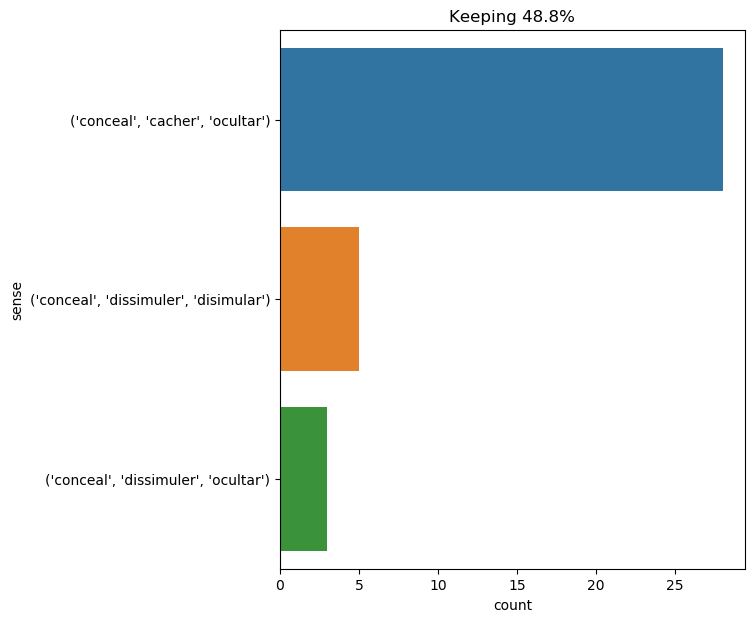 Keeping 48.8%
('conceal', 'cacher', 'ocultar')
('conceal', 'dissimuler', 'disimular')
('conceal', 'dissimuler', 'ocultar')
sense
0 5 10 15 20 25
count